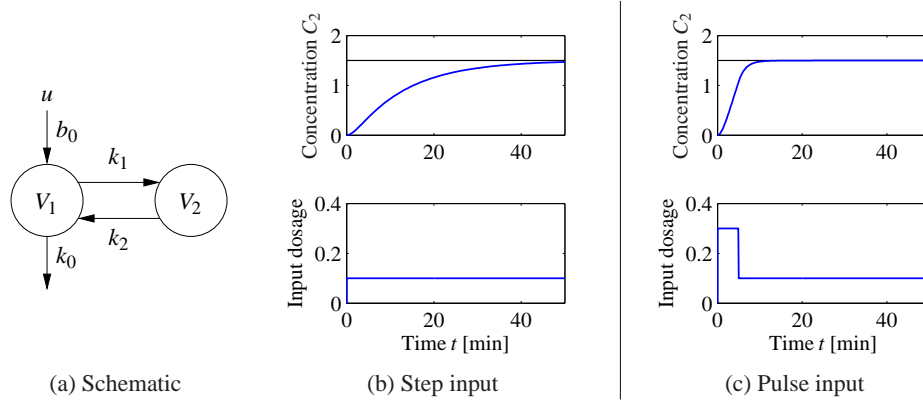 u
b₀
k₁
V₁
V₂
k₂
k₀
(a) Schematic
Concentration C₂
2
1
0
0 20 40
Input dosage
0.4
0.2
0
0 20 40
Time t [min]
(b) Step input
Concentration C₂
2
1
0
0 20 40
Input dosage
0.4
0.2
0
0 20 40
Time t [min]
(c) Pulse input